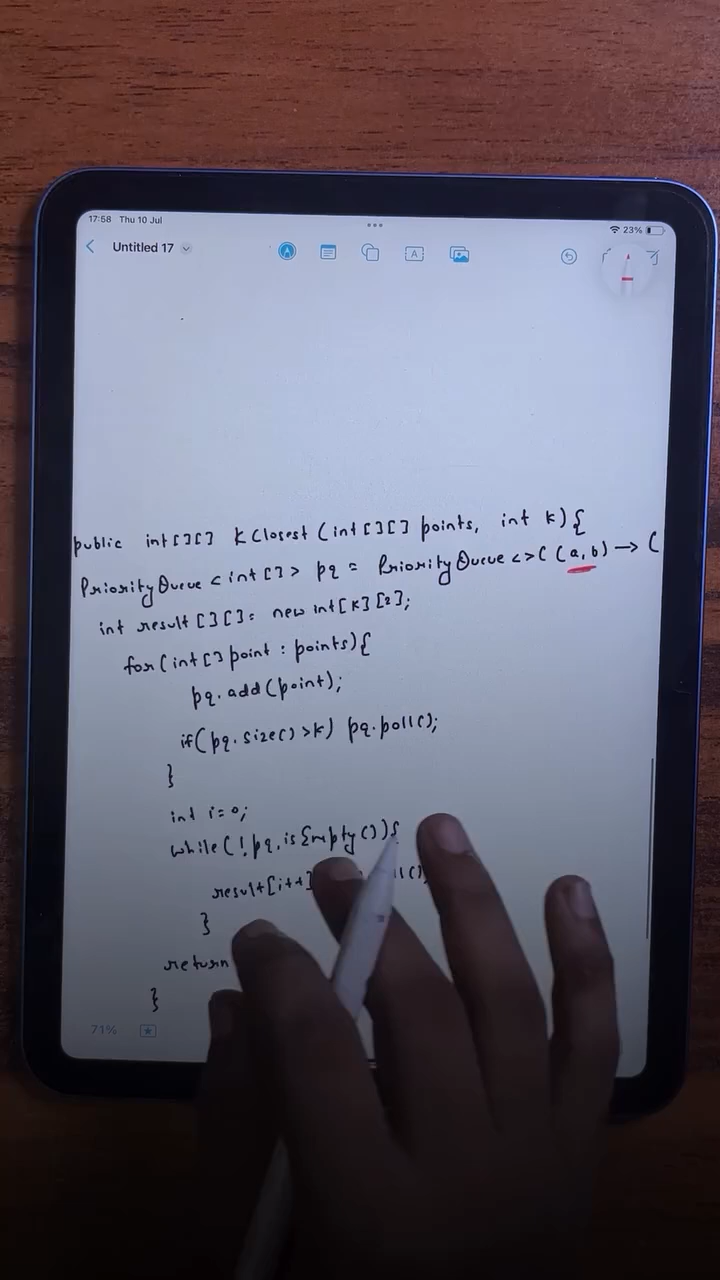 17:58 Thu 10 Jul
23%
Untitled 17
A
public int[][] kClosest(int[][] points, int k){
PriorityQueue<int[]> pq = PriorityQueue<>((a,b) → (
int result[][]= new int[k][2];
for(int[] point : points){
pq.add(point);
if(pq.size()>k) pq.poll();
}
int i=0;
while(!pq.isEmpty()){
result[i++]
}
return
}
71%